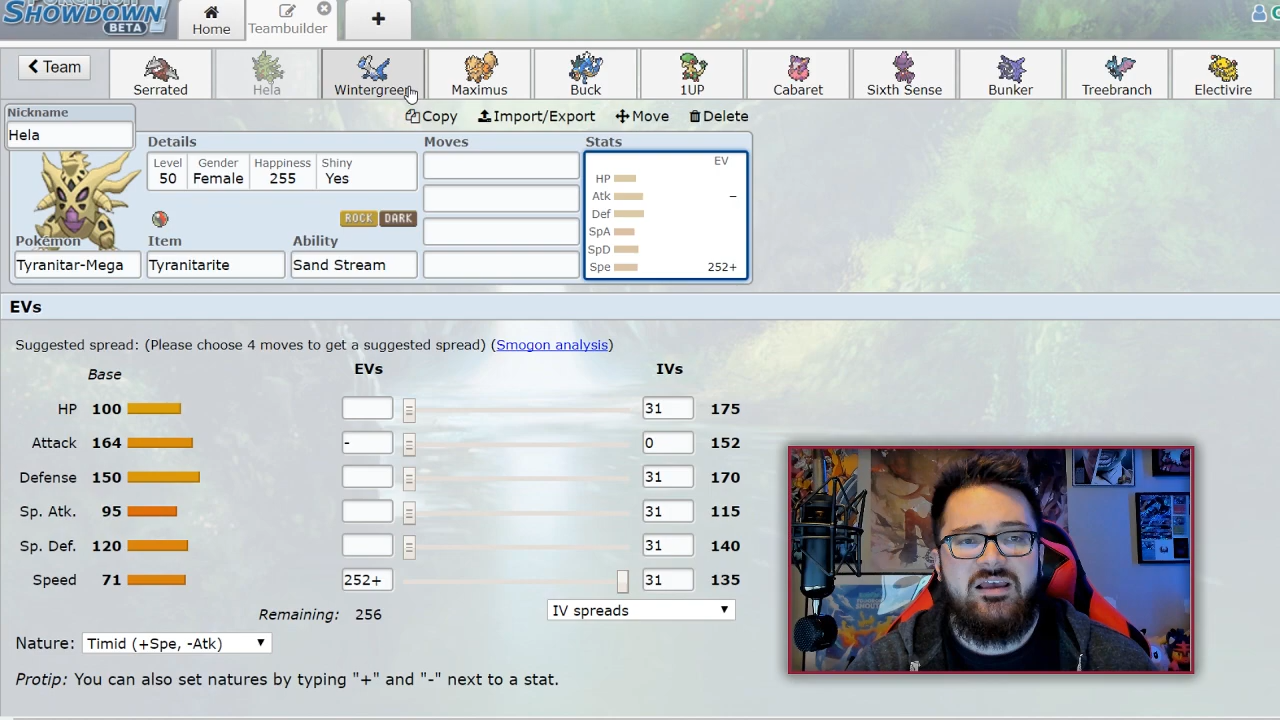 SHOWDOWN
BETA
Home
Teambuilder
+
Team
Serrated
Hela
Wintergreen
Maximus
Buck
1UP
Cabaret
Sixth Sense
Bunker
Treebranch
Electivire
Nickname
Hela
Copy
Import/Export
Move
Delete
Details
Moves
Stats
Level
Gender
Happiness
Shiny
50
Female
255
Yes
EV
HP
Atk –
Def
SpA
SpD
Spe 252+
ROCK DARK
Pokémon
Item
Ability
Tyranitar-Mega
Tyranitarite
Sand Stream
EVs
Suggested spread: (Please choose 4 moves to get a suggested spread) (Smogon analysis)
Base EVs IVs
HP 100 31 175
Attack 164 - 0 152
Defense 150 31 170
Sp. Atk. 95 31 115
Sp. Def. 120 31 140
Speed 71 252+ 31 135
Remaining: 256
IV spreads
Nature: Timid (+Spe, -Atk)
Protip: You can also set natures by typing "+" and "-" next to a stat.